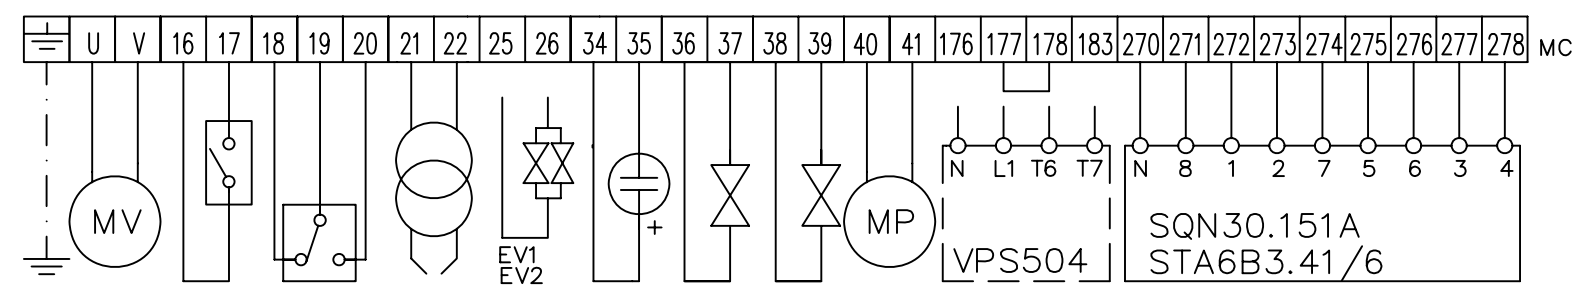 U V 16 17 18 19 20 21 22 25 26 34 35 36 37 38 39 40 41 176 177 178 183 270 271 272 273 274 275 276 277 278 MC
N L1 T6 T7 N 8 1 2 7 5 6 3 4
MV MP SQN30.151A
+
EV1 VPS504 STA6B3.41/6
EV2